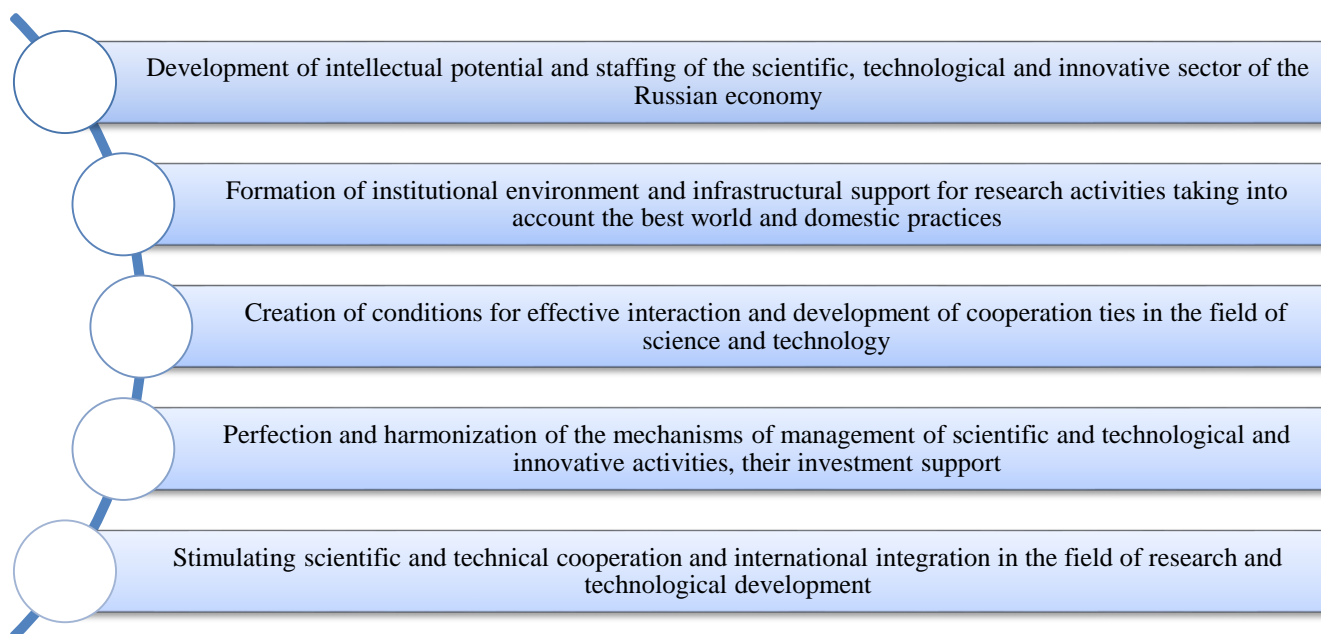 Development of intellectual potential and staffing of the scientific, technological and innovative sector of the
Russian economy
Formation of institutional environment and infrastructural support for research activities taking into
account the best world and domestic practices
Creation of conditions for effective interaction and development of cooperation ties in the field of
science and technology
Perfection and harmonization of the mechanisms of management of scientific and technological and
innovative activities, their investment support
Stimulating scientific and technical cooperation and international integration in the field of research and
technological development